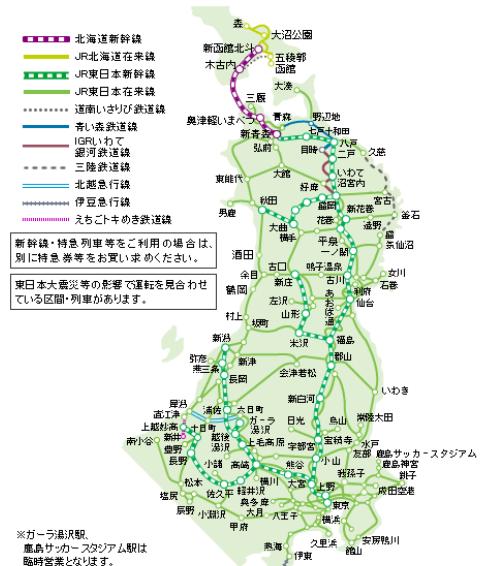 北海道新幹線
JR北海道在来線
JR東日本新幹線
JR東日本在来線
道南いさりび鉄道線
青い森鉄道線
IGRいわて
銀河鉄道線
三陸鉄道線
北越急行線
伊豆急行線
えちごトキめき鉄道線
新幹線・特急列車等をご利用の場合は、
別に特急券等をお買い求めください。
東日本大震災等の影響で運転を見合わせ
ている区間・列車があります。
森
大沼公園
新函館北斗
五稜郭
木古内
函館
大湊
三厩
奥津軽いまべつ
青森
野辺地
新青森
七戸十和田
弘前
八戸
目時
二戸
久慈
大館
いわて
沼宮内
東能代
好摩
秋田
盛岡
宮古
男鹿
新花巻
釜石
花巻
遠野
大曲
横手
盛
平泉
気仙沼
一ノ関
酒田
余目
古口
鳴子温泉
新庄
女川
鶴岡
古川
石巻
左沢
利府
あおば通
仙台
村上
山形
坂町
米沢
福島
新潟
郡山
弥彦
新津
会津若松
燕三条
長岡
新白河
いわき
犀潟
直江津
浦佐
六日町
上越妙高
十日町
ガーラ
湯沢
日光
烏山
常陸太田
新井
越後
湯沢
上毛高原
宇都宮
宝積寺
水戸
南小谷
豊野
友部
鹿島サッカースタジアム
長野
小諸
高崎
熊谷
小山
鹿島神宮
松本
横川
我孫子
銚子
佐久平
軽井沢
大宮
上野
成田空港
塩尻
奥多摩
東京
辰野
小淵沢
大月
八王子
甲府
横浜
安房鴨川
久里浜
館山
熱海
伊東
※ガーラ湯沢駅、
鹿島サッカースタジアム駅は
臨時営業となります。